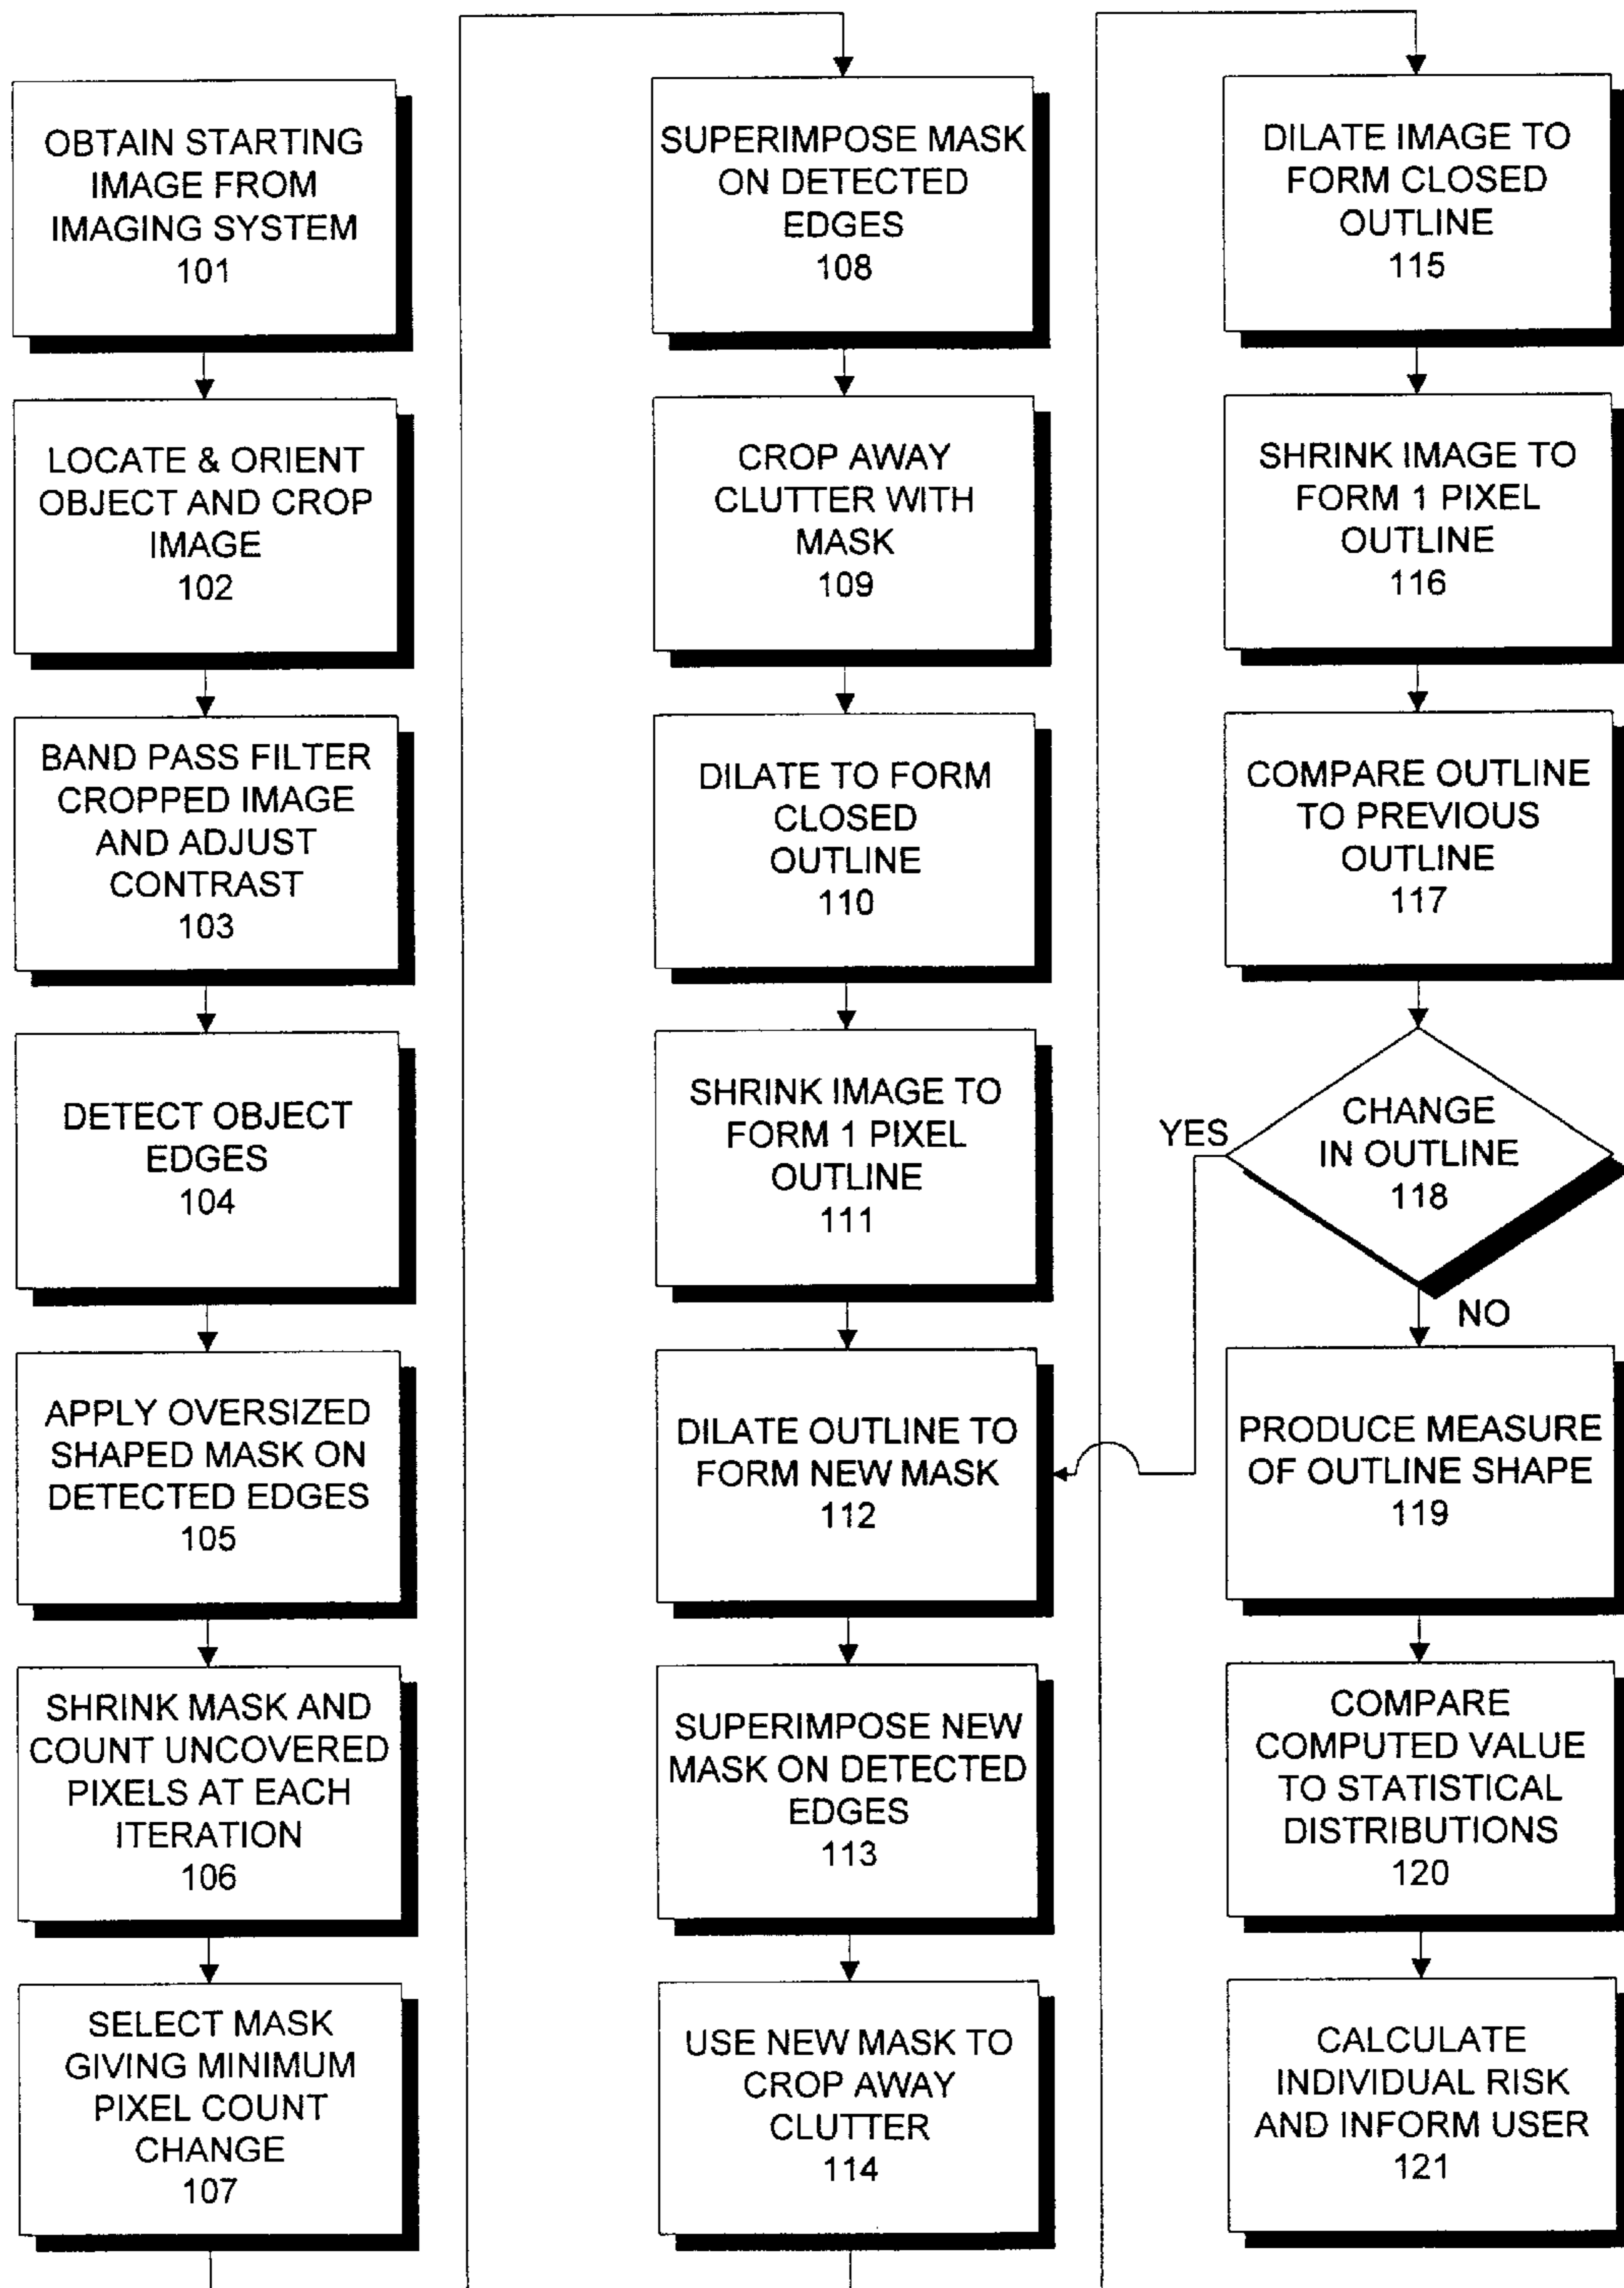 OBTAIN STARTING
IMAGE FROM
IMAGING SYSTEM
101
LOCATE & ORIENT
OBJECT AND CROP
IMAGE
102
BAND PASS FILTER
CROPPED IMAGE
AND ADJUST
CONTRAST
103
DETECT OBJECT
EDGES
104
APPLY OVERSIZED
SHAPED MASK ON
DETECTED EDGES
105
SHRINK MASK AND
COUNT UNCOVERED
PIXELS AT EACH
ITERATION
106
SELECT MASK
GIVING MINIMUM
PIXEL COUNT
CHANGE
107
SUPERIMPOSE MASK
ON DETECTED
EDGES
108
CROP AWAY
CLUTTER WITH
MASK
109
DILATE TO FORM
CLOSED
OUTLINE
110
SHRINK IMAGE TO
FORM 1 PIXEL
OUTLINE
111
DILATE OUTLINE TO
FORM NEW MASK
112
SUPERIMPOSE NEW
MASK ON DETECTED
EDGES
113
USE NEW MASK TO
CROP AWAY
CLUTTER
114
DILATE IMAGE TO
FORM CLOSED
OUTLINE
115
SHRINK IMAGE TO
FORM 1 PIXEL
OUTLINE
116
COMPARE OUTLINE
TO PREVIOUS
OUTLINE
117
YES
CHANGE
IN OUTLINE
118
NO
PRODUCE MEASURE
OF OUTLINE SHAPE
119
COMPARE
COMPUTED VALUE
TO STATISTICAL
DISTRIBUTIONS
120
CALCULATE
INDIVIDUAL RISK
AND INFORM USER
121